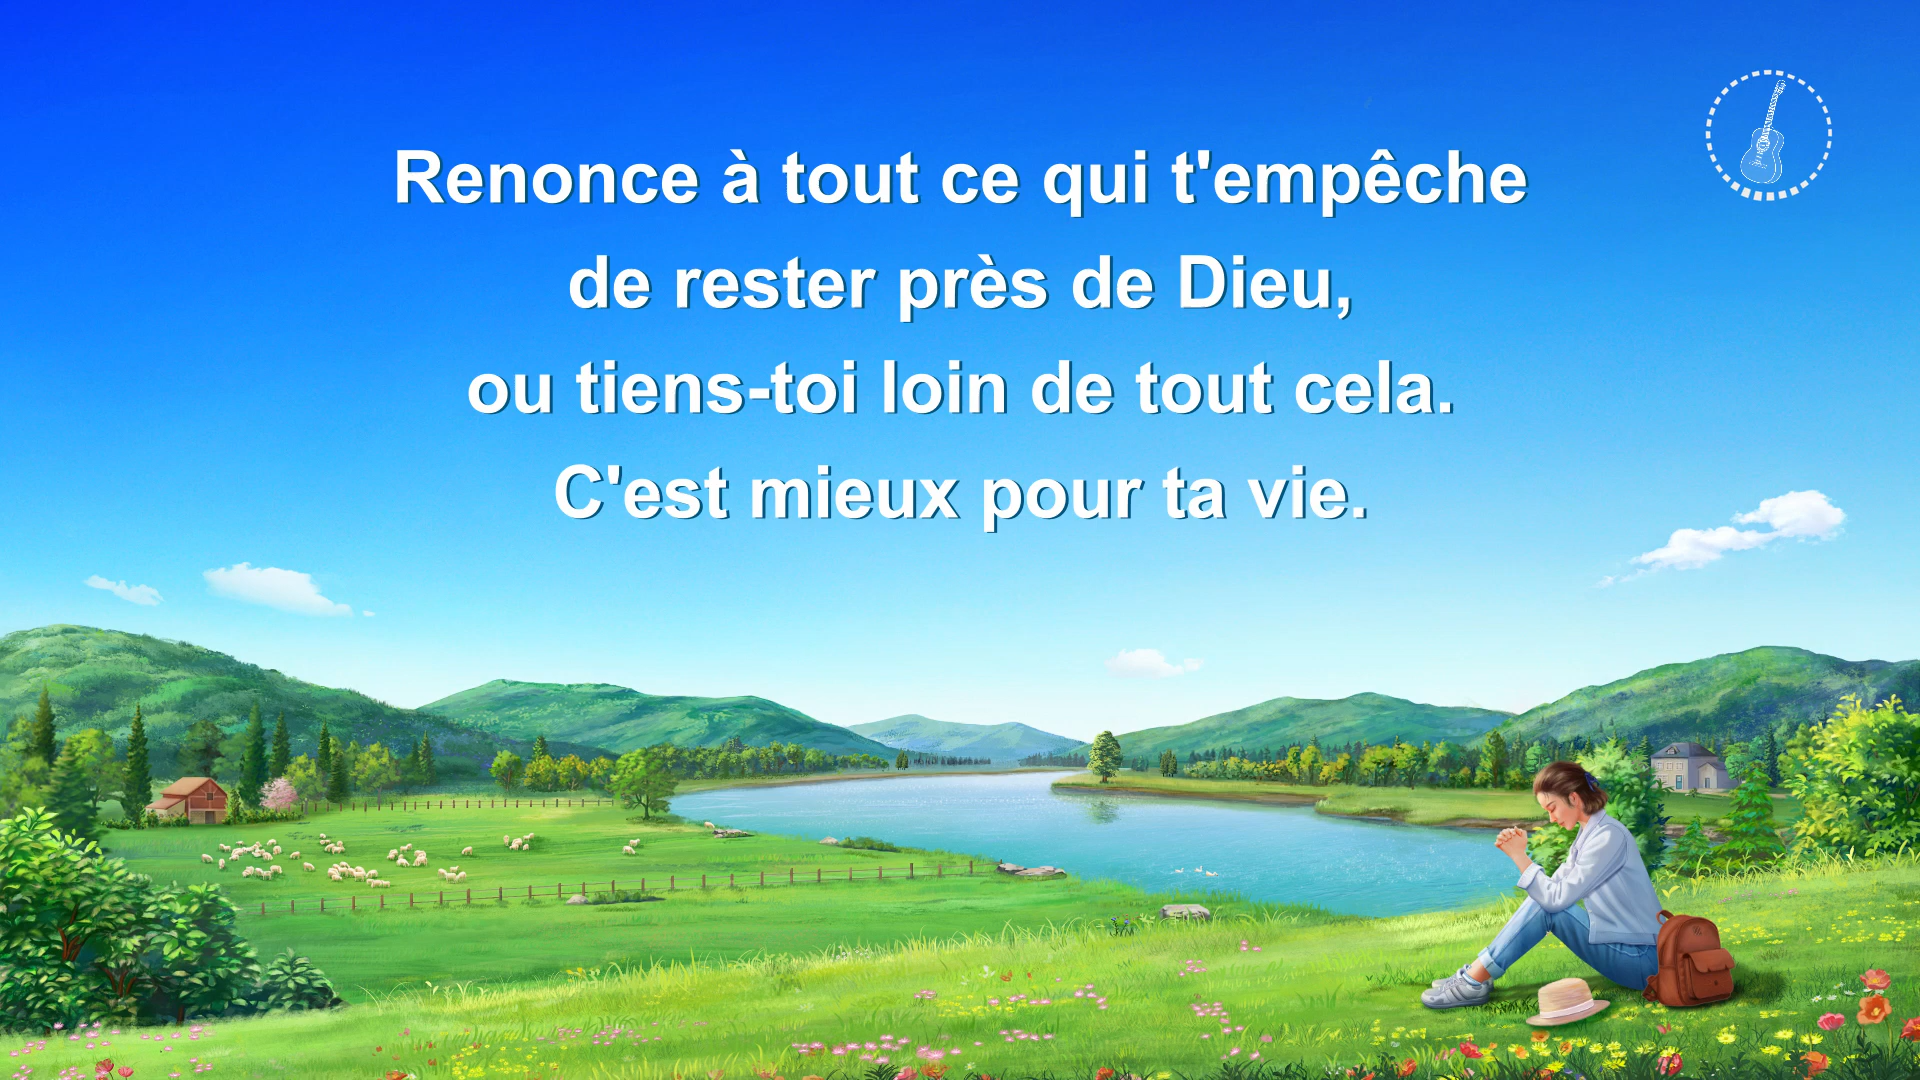 Renonce à tout ce qui t'empêche
de rester près de Dieu,
ou tiens-toi loin de tout cela.
C'est mieux pour ta vie.